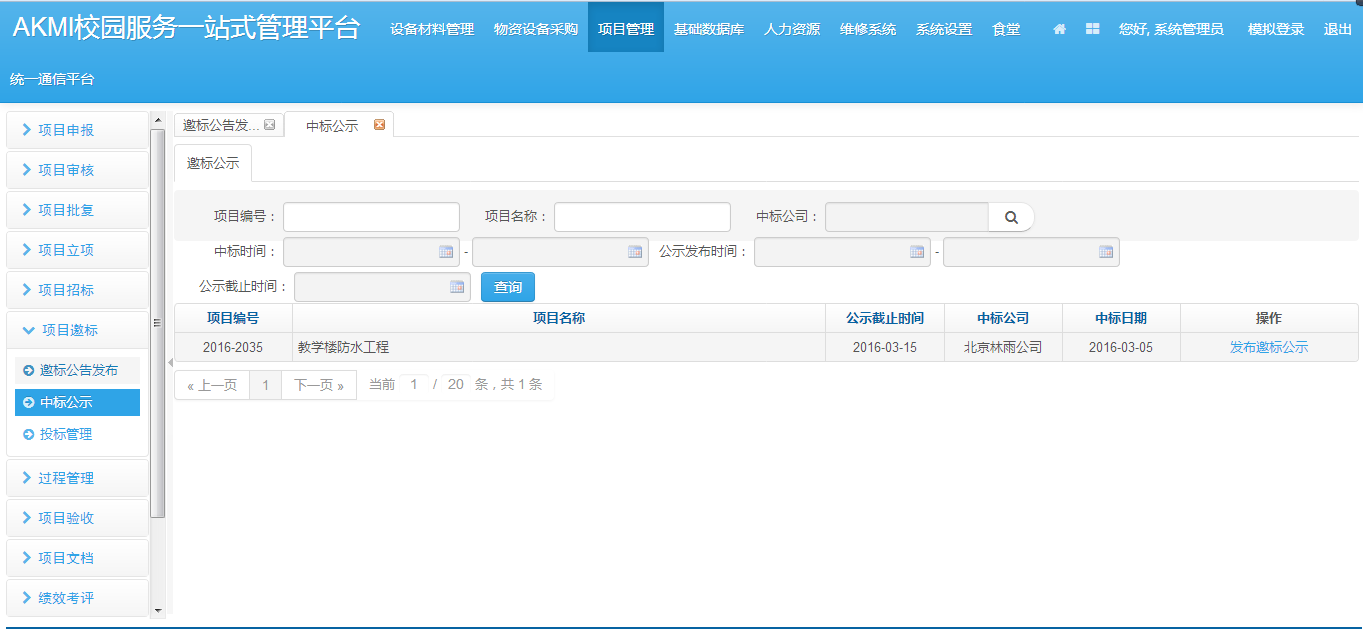 AKMI校园服务一站式管理平台 设备材料管理 物资设备采购 项目管理 基础数据库 人力资源 维修系统 系统设置 食堂 您好, 系统管理员 模拟登录 退出
统一通信平台
项目申报
项目审核
项目批复
项目立项
项目招标
项目邀标
邀标公告发布
中标公示
投标管理
过程管理
项目验收
项目文档
绩效考评
邀标公告发... 中标公示
邀标公示
项目编号： 项目名称： 中标公司：
中标时间： - 公示发布时间： -
公示截止时间： 查询
项目编号 项目名称 公示截止时间 中标公司 中标日期 操作
2016-2035 教学楼防水工程 2016-03-15 北京林雨公司 2016-03-05 发布邀标公示
« 上一页 1 下一页 » 当前 1 / 20 条，共 1 条